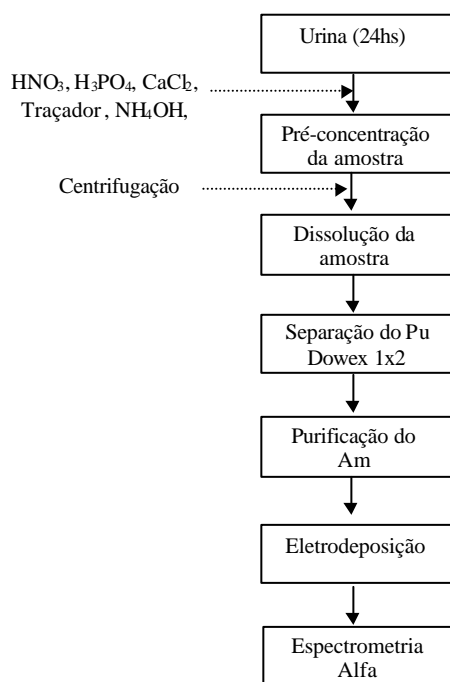 Urina (24hs)
HNO₃, H₃PO₄, CaCl₂,
Traçador, NH₄OH,
Pré-concentração
da amostra
Centrifugação
Dissolução da
amostra
Separação do Pu
Dowex 1x2
Purificação do
Am
Eletrodeposição
Espectrometria
Alfa